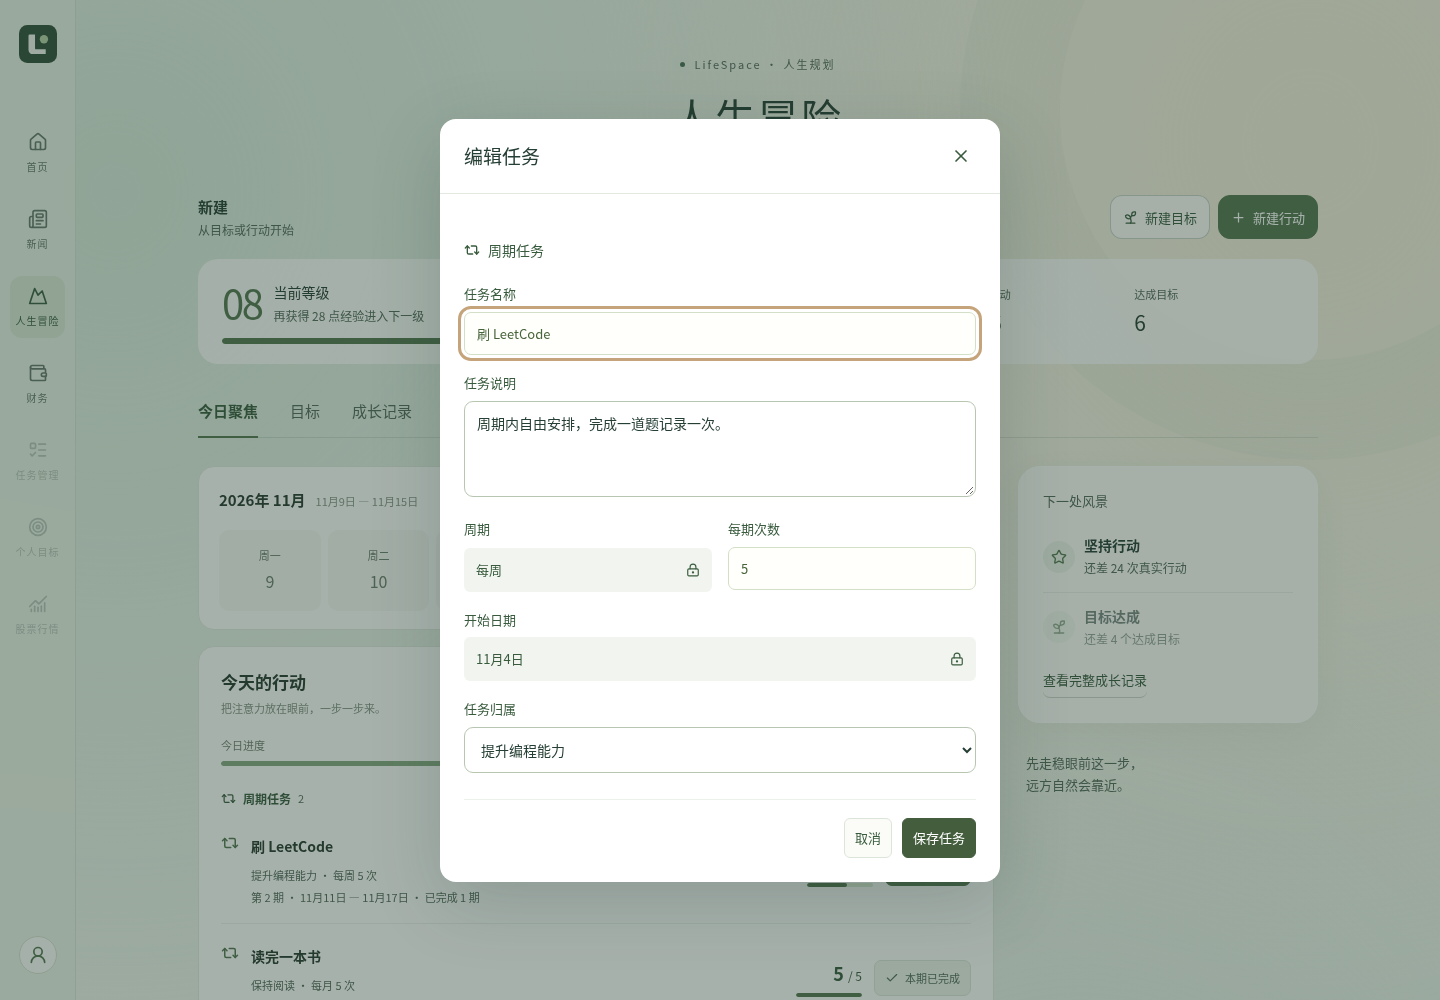 LifeSpace · 人生规划
人生冒险
首页
新闻
人生冒险
财务
任务管理
个人目标
股票行情
新建
从目标或行动开始
新建目标
新建行动
08
当前等级
再获得 28 点经验进入下一级
达成目标
6
今日聚焦
目标
成长记录
2026年 11月
11月9日 — 11月15日
周一
9
周二
10
今天的行动
把注意力放在眼前，一步一步来。
今日进度
周期任务 2
刷 LeetCode
提升编程能力 · 每周 5 次
第 2 期 · 11月11日 — 11月17日 · 已完成 1 期
读完一本书
保持阅读 · 每月 5 次
5 / 5
本期已完成
下一处风景
坚持行动
还差 24 次真实行动
目标达成
还差 4 个达成目标
查看完整成长记录
先走稳眼前这一步，
远方自然会靠近。
编辑任务
周期任务
任务名称
刷 LeetCode
任务说明
周期内自由安排，完成一道题记录一次。
周期
每周
每期次数
5
开始日期
11月4日
任务归属
提升编程能力
取消
保存任务